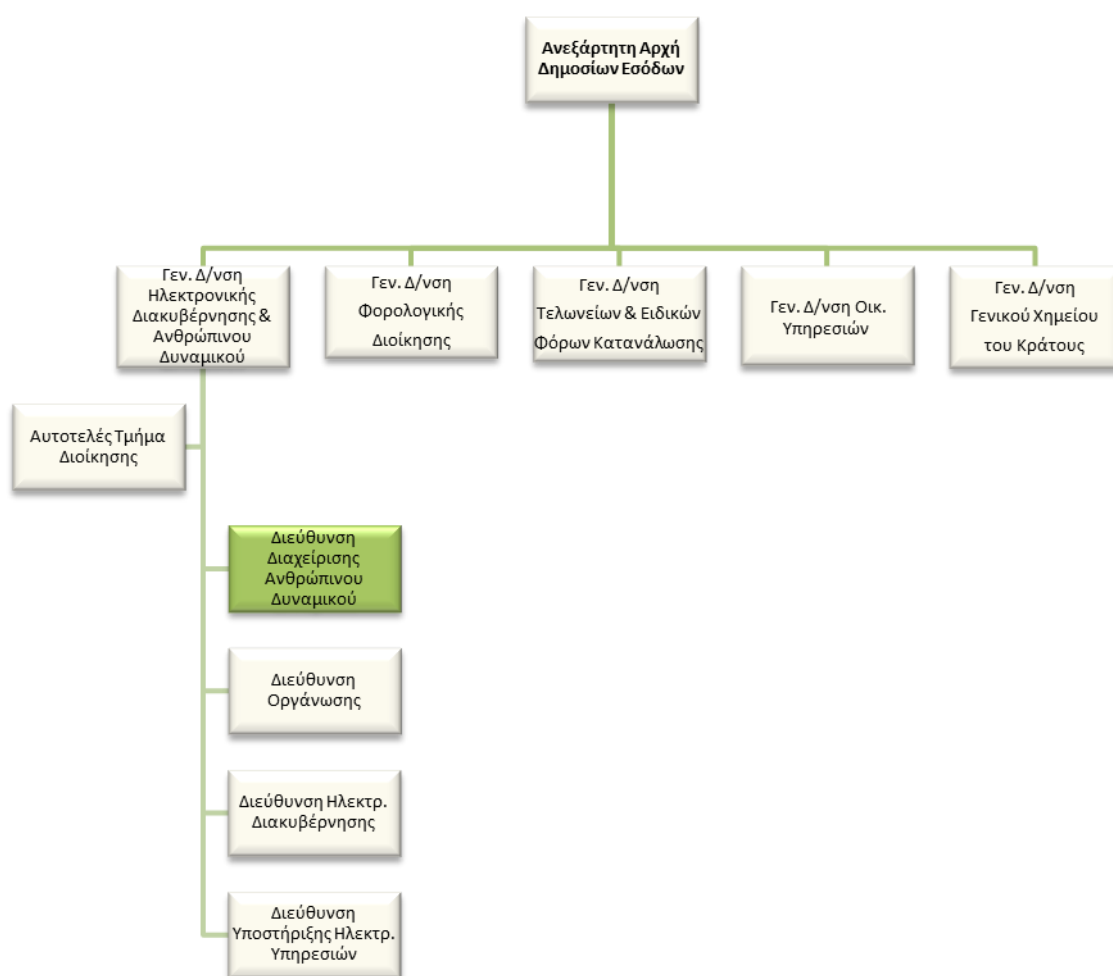 Ανεξάρτητη Αρχή
Δημοσίων Εσόδων
Γεν. Δ/νση
Ηλεκτρονικής
Διακυβέρνησης &
Ανθρώπινου
Δυναμικού
Γεν. Δ/νση
Φορολογικής
Διοίκησης
Γεν. Δ/νση
Τελωνείων & Ειδικών
Φόρων Κατανάλωσης
Γεν. Δ/νση Οικ.
Υπηρεσιών
Γεν. Δ/νση
Γενικού Χημείου
του Κράτους
Αυτοτελές Τμήμα
Διοίκησης
Διεύθυνση
Διαχείρισης
Ανθρώπινου
Δυναμικού
Διεύθυνση
Οργάνωσης
Διεύθυνση Ηλεκτρ.
Διακυβέρνησης
Διεύθυνση
Υποστήριξης Ηλεκτρ.
Υπηρεσιών